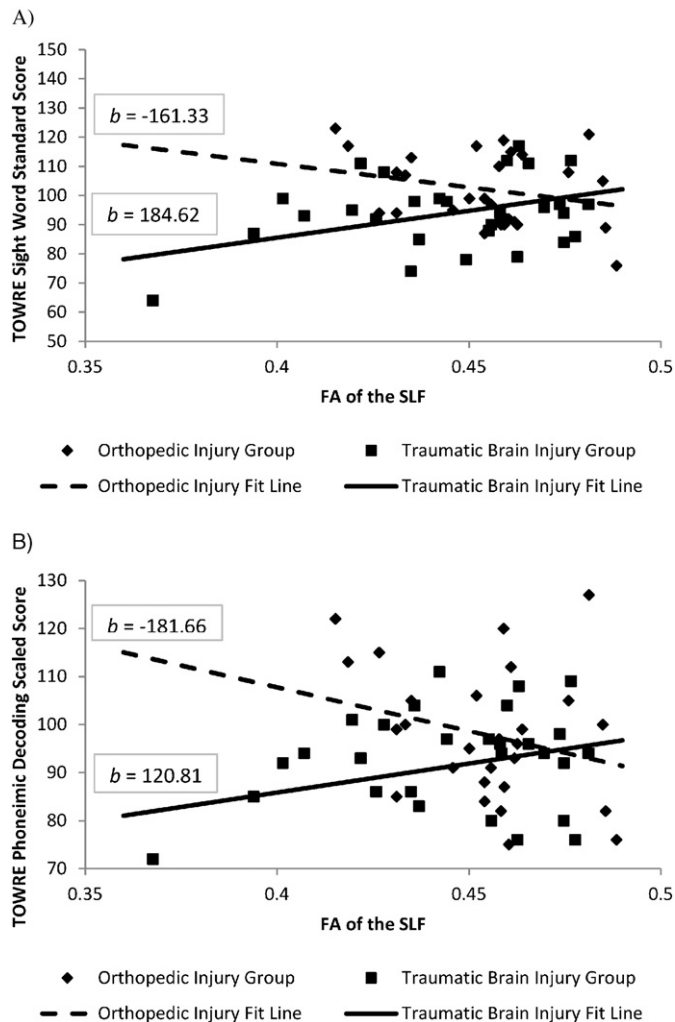 A)
150
140
130
120
110
100
90
80
70
60
50
TOWRE Sight Word Standard Score
b = -161.33
b = 184.62
0.35 0.4 0.45 0.5
FA of the SLF
Orthopedic Injury Group Traumatic Brain Injury Group
Orthopedic Injury Fit Line Traumatic Brain Injury Fit Line
B)
130
120
110
100
90
80
70
TOWRE Phoneimic Decoding Scaled Score
b = -181.66
b = 120.81
0.35 0.4 0.45 0.5
FA of the SLF
Orthopedic Injury Group Traumatic Brain Injury Group
Orthopedic Injury Fit Line Traumatic Brain Injury Fit Line